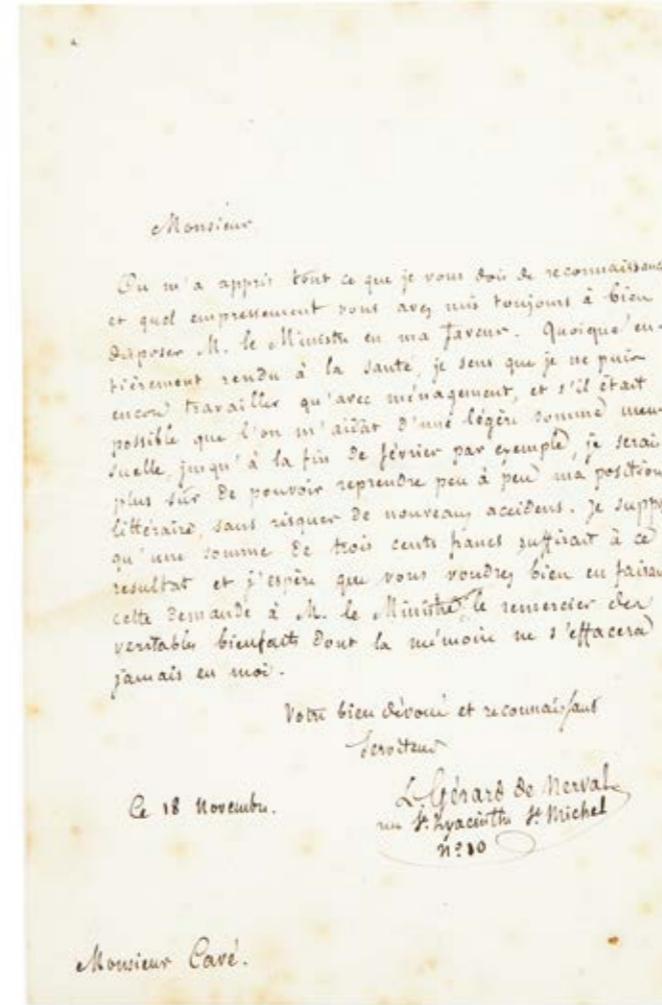 Monsieur
On m'a appris tout ce que je vous dois de reconnaissance
et quel empressement vous avez mis toujours à bien
disposer M. le Ministre en ma faveur. Quoique en-
tièrement rendu à la santé, je sens que je ne puis
encore travailler qu'avec ménagement, et s'il était
possible que l'on m'aidât d'une légère somme men-
suelle, jusqu'à la fin de février par exemple, je serais
plus sûr de pouvoir reprendre peu à peu ma position
littéraire, sans risquer de nouveaux accidens. Je suppo
qu'une somme de trois cents francs suffirait à ce
resultat et j'espère que vous voudrez bien en faisant
cette demande à M. le Ministre le remercier des
veritables bienfaits dont la mémoire ne s'effacera
jamais en moi.
Votre bien dévoué et reconnaissant
serviteur
Gérard de Nerval
rue St. Hyacinthe St. Michel
n° 10
Ce 18 Novembre.
Monsieur Cavé.